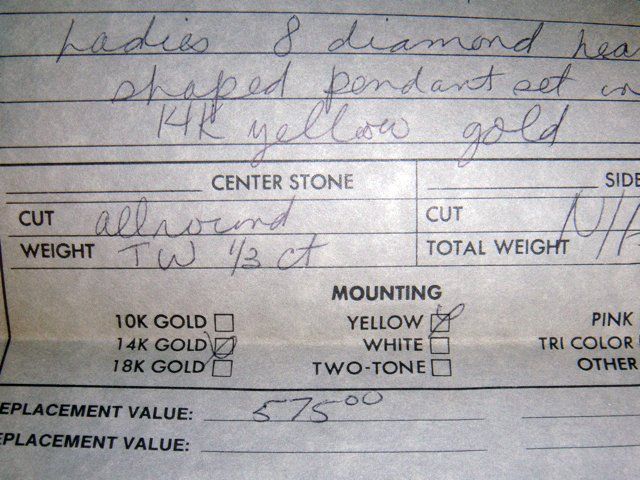 Ladies 8 diamond hea
shaped pendant set in
14K yellow gold
CENTER STONE SIDE
CUT allround CUT N/A
WEIGHT TW 1/3 ct TOTAL WEIGHT
MOUNTING
10K GOLD YELLOW PINK
14K GOLD WHITE TRI COLOR
18K GOLD TWO-TONE OTHER
EPLACEMENT VALUE: 575 00
EPLACEMENT VALUE: